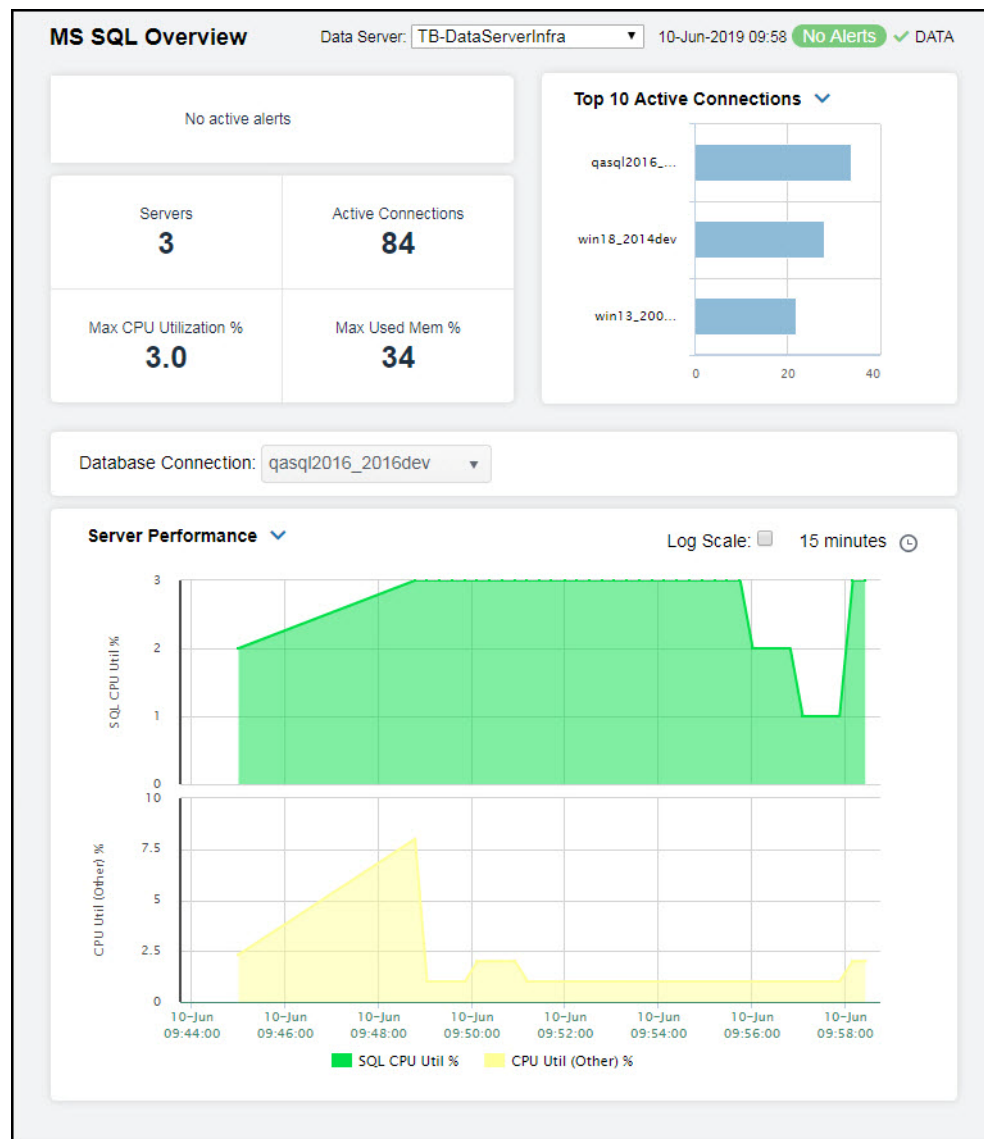 MS SQL Overview
Data Server: TB-DataServerInfra 10-Jun-2019 09:58 No Alerts DATA
No active alerts
Servers
3
Active Connections
84
Max CPU Utilization %
3.0
Max Used Mem %
34
Top 10 Active Connections
qasql2016_...
win18_2014dev
win13_200...
0 20 40
Database Connection: qasql2016_2016dev
Server Performance
Log Scale: 15 minutes
SQL CPU Util %
3
2
1
0
CPU Util (Other) %
10
7.5
5
2.5
0
10-Jun 10-Jun 10-Jun 10-Jun 10-Jun 10-Jun 10-Jun 10-Jun
09:44:00 09:46:00 09:48:00 09:50:00 09:52:00 09:54:00 09:56:00 09:58:00
SQL CPU Util % CPU Util (Other) %